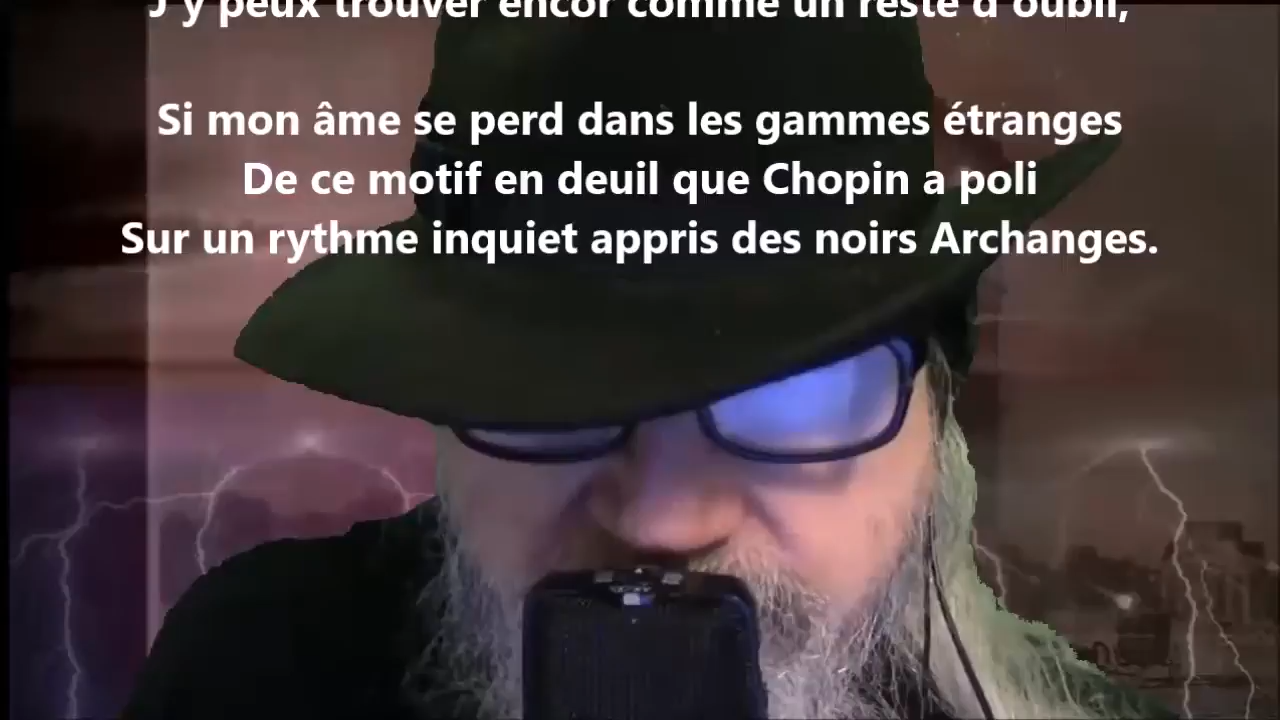 J'y peux trouver encor comme un reste d'oubli,
Si mon âme se perd dans les gammes étranges
De ce motif en deuil que Chopin a poli
Sur un rythme inquiet appris des noirs Archanges.